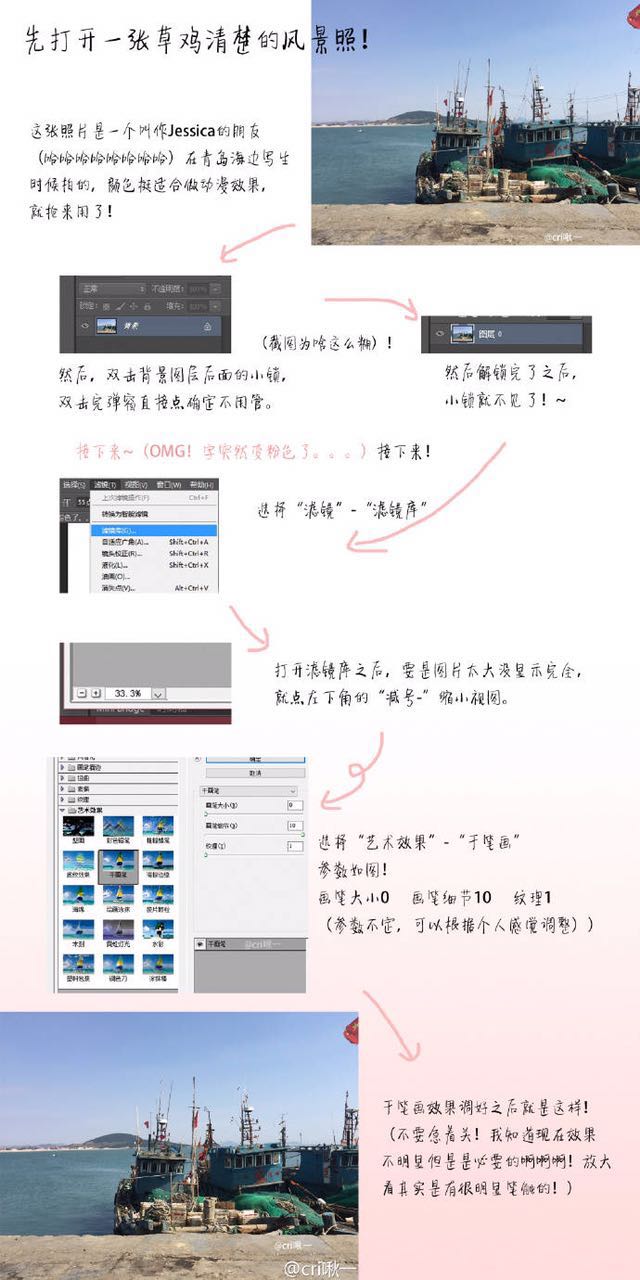 先打开一张草鸡清楚的风景照！
这张照片是一个叫作Jessica的朋友
（哈哈哈哈哈哈哈哈）在青岛海边写生
时候拍的，颜色挺适合做动漫效果，
就抢来用了！
@cri啾一
正常 不透明度: 100%
锁定: 填充: 100%
背景
（截图为啥这么糊）！
图层 0
然后，双击背景图层后面的小锁，
双击完弹窗直接点确定不用管。
然后解锁完了之后，
小锁就不见了！~
接下来~（OMG！字突然变粉色了。。。）接下来！
选择(S) 滤镜(T) 视图(V) 窗口(W) 帮助(H)
上次滤镜操作(F) Ctrl+F
转换为智能滤镜
滤镜库(G)...
自适应广角(A)... Shift+Ctrl+A
镜头校正(R)... Shift+Ctrl+R
液化(L)... Shift+Ctrl+X
油画(O)...
消失点(V)... Alt+Ctrl+V
选择“滤镜”-“滤镜库”
33.3%
Mini Bridge
打开滤镜库之后，要是图片太大没显示完全，
就点左下角的“减号-”缩小视图。
画笔描边
扭曲
素描
纹理
艺术效果
壁画 彩色铅笔 粗糙蜡笔
底纹效果 干画笔 海报边缘
海绵 绘画涂抹 胶片颗粒
木刻 霓虹灯光 水彩
塑料包装 调色刀 涂抹棒
确定
取消
干画笔
画笔大小(B) 0
画笔细节(D) 10
纹理(T) 1
干画笔
@cri啾一
选择“艺术效果”-“干笔画”
参数如图！
画笔大小0 画笔细节10 纹理1
（参数不定，可以根据个人感觉调整））
干笔画效果调好之后就是这样！
（不要急着关！我知道现在效果
不明显但是是必要的啊啊啊！放大
看其实是有很明显笔触的！）
@cri啾一
@cri啾一